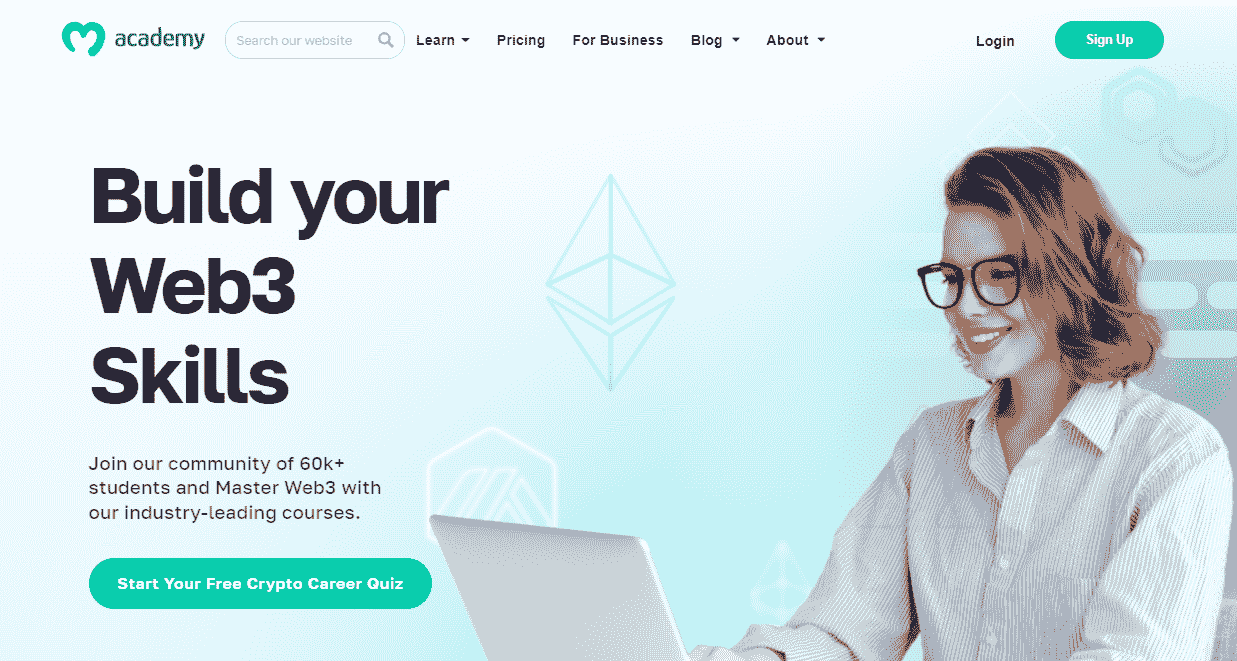 academy
Search our website
Learn
Pricing
For Business
Blog
About
Login
Sign Up
Build your
Web3
Skills
Join our community of 60k+
students and Master Web3 with
our industry-leading courses.
Start Your Free Crypto Career Quiz